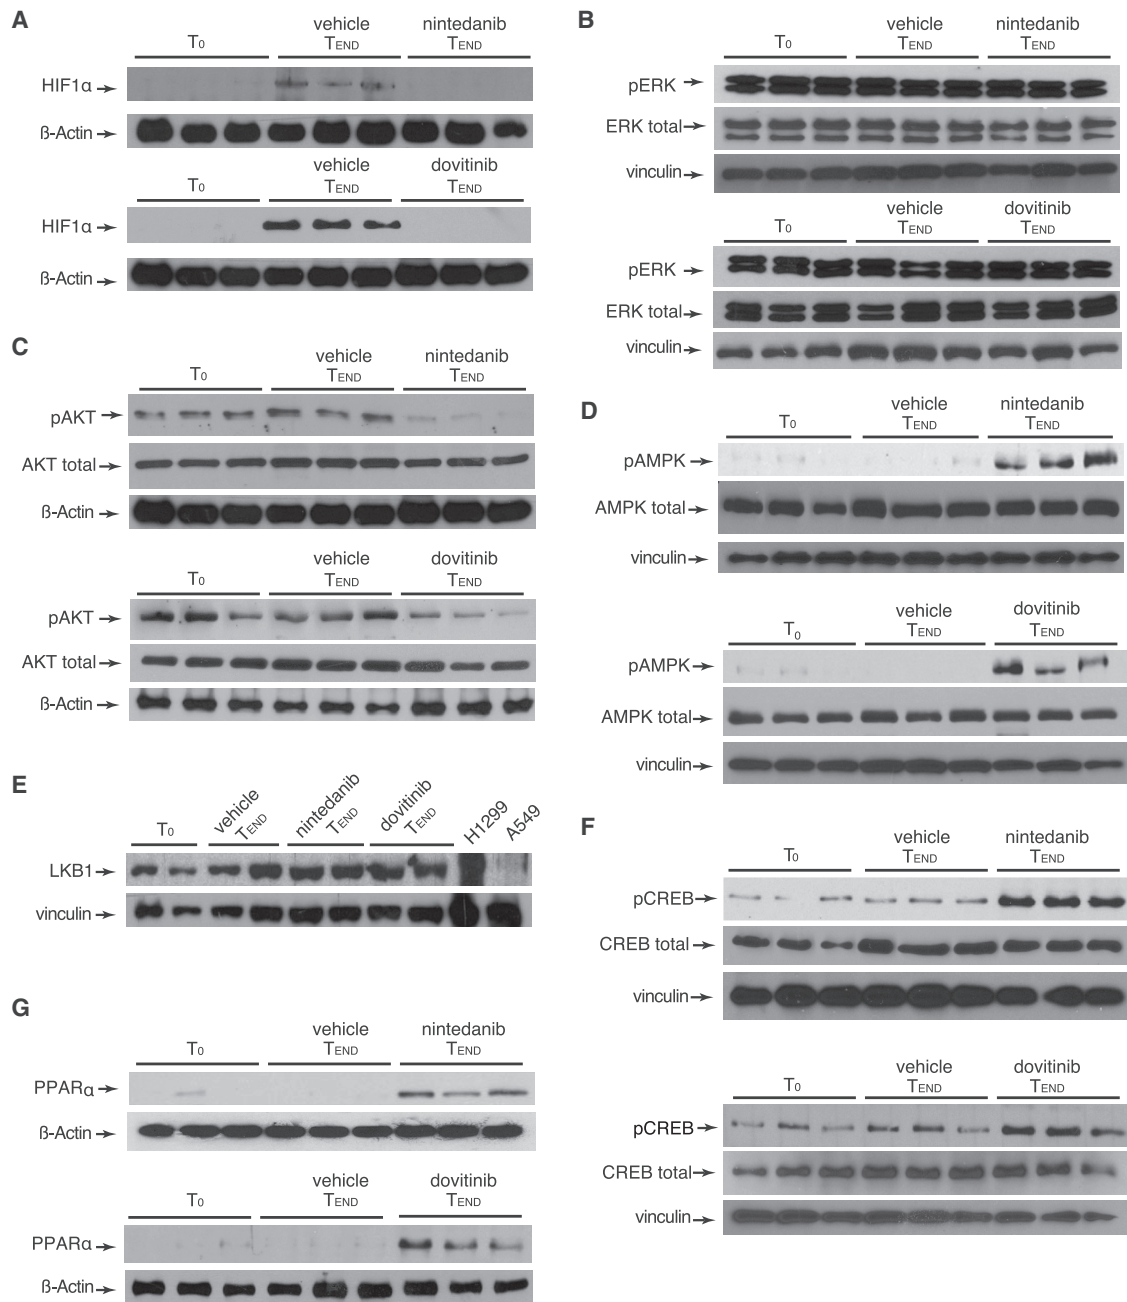 A
vehicle nintedanib
T0 TEND TEND
HIF1α
ß-Actin
vehicle dovitinib
T0 TEND TEND
HIF1α
ß-Actin
B
vehicle nintedanib
T0 TEND TEND
pERK
ERK total
vinculin
vehicle dovitinib
T0 TEND TEND
pERK
ERK total
vinculin
C
vehicle nintedanib
T0 TEND TEND
pAKT
AKT total
ß-Actin
vehicle dovitinib
T0 TEND TEND
pAKT
AKT total
ß-Actin
D
vehicle nintedanib
T0 TEND TEND
pAMPK
AMPK total
vinculin
vehicle dovitinib
T0 TEND TEND
pAMPK
AMPK total
vinculin
E
T0 vehicle TEND nintedanib TEND dovitinib TEND H1299 A549
LKB1
vinculin
F
vehicle nintedanib
T0 TEND TEND
pCREB
CREB total
vinculin
vehicle dovitinib
T0 TEND TEND
pCREB
CREB total
vinculin
G
vehicle nintedanib
T0 TEND TEND
PPARα
ß-Actin
vehicle dovitinib
T0 TEND TEND
PPARα
ß-Actin